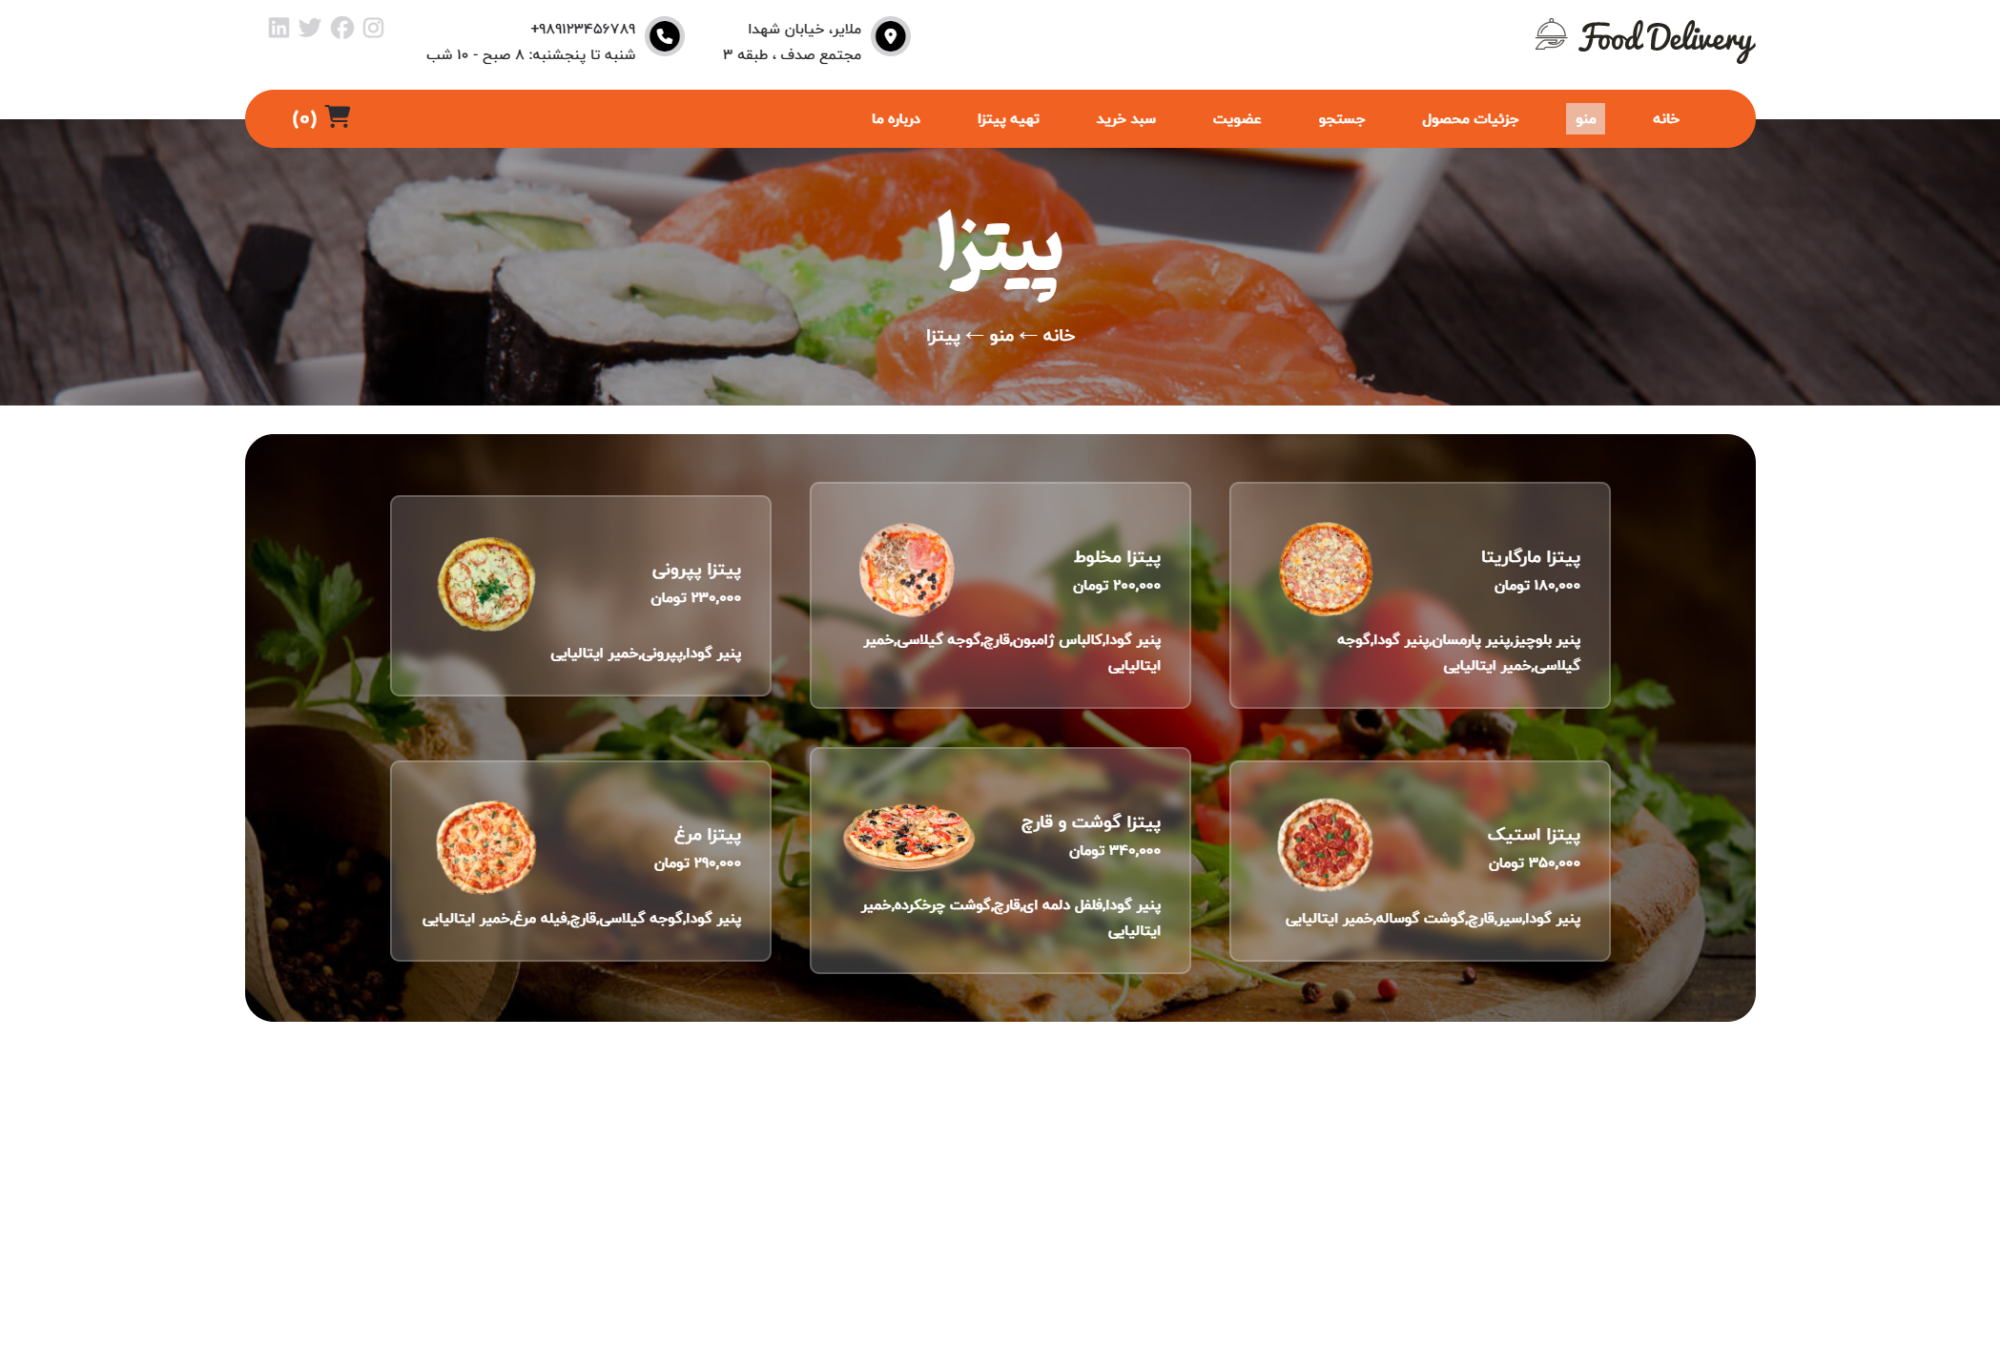 Food Delivery
ملایر، خیابان شهدا
مجتمع صدف ، طبقه ۳
+۹۸۹۱۲۳۴۵۶۷۸۹
شنبه تا پنجشنبه: ۸ صبح - ۱۰ شب
خانه
منو
جزئیات محصول
جستجو
عضویت
سبد خرید
تهیه پیتزا
درباره ما
(۰)
پیتزا
خانه ← منو ← پیتزا
پیتزا مارگاریتا
۱۸۰,۰۰۰ تومان
پنیر بلوچیز,پنیر پارمسان,پنیر گودا,گوجه
گیلاسی,خمیر ایتالیایی
پیتزا مخلوط
۲۰۰,۰۰۰ تومان
پنیر گودا,کالباس ژامبون,قارچ,گوجه گیلاسی,خمیر
ایتالیایی
پیتزا پپرونی
۲۳۰,۰۰۰ تومان
پنیر گودا,پپرونی,خمیر ایتالیایی
پیتزا استیک
۳۵۰,۰۰۰ تومان
پنیر گودا,سیر,قارچ,گوشت گوساله,خمیر ایتالیایی
پیتزا گوشت و قارچ
۳۴۰,۰۰۰ تومان
پنیر گودا,فلفل دلمه ای,قارچ,گوشت چرخکرده,خمیر
ایتالیایی
پیتزا مرغ
۲۹۰,۰۰۰ تومان
پنیر گودا,گوجه گیلاسی,قارچ,فیله مرغ,خمیر ایتالیایی